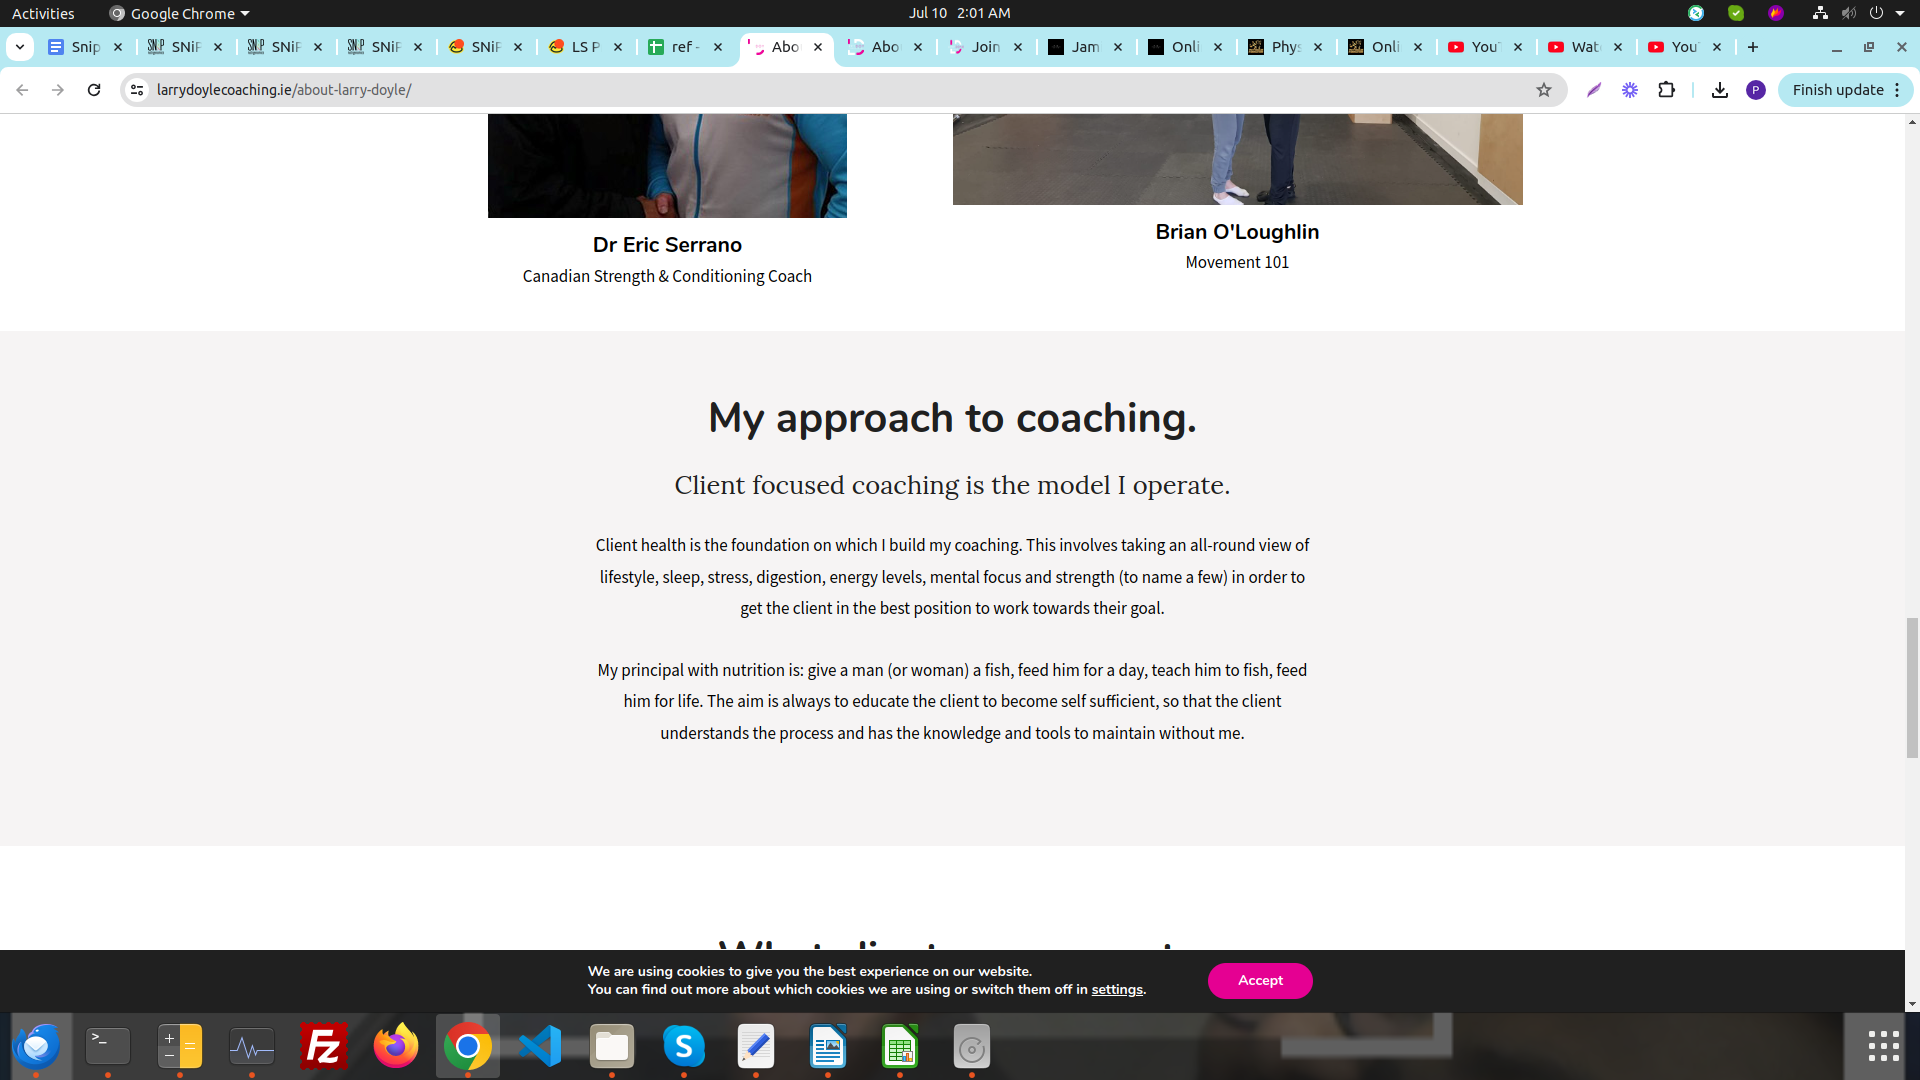 Activities
Google Chrome
Jul 10 2:01 AM
Snip
SNiP
SNiP
SNiP
SNiP
LS P
ref -
Abo
Abo
Join
Jam
Onli
Phys
Onli
You
Wat
You
larrydoylecoaching.ie/about-larry-doyle/
P
Finish update
Dr Eric Serrano
Canadian Strength & Conditioning Coach
Brian O'Loughlin
Movement 101
My approach to coaching.
Client focused coaching is the model I operate.
Client health is the foundation on which I build my coaching. This involves taking an all-round view of
lifestyle, sleep, stress, digestion, energy levels, mental focus and strength (to name a few) in order to
get the client in the best position to work towards their goal.
My principal with nutrition is: give a man (or woman) a fish, feed him for a day, teach him to fish, feed
him for life. The aim is always to educate the client to become self sufficient, so that the client
understands the process and has the knowledge and tools to maintain without me.
We are using cookies to give you the best experience on our website.
You can find out more about which cookies we are using or switch them off in settings.
Accept